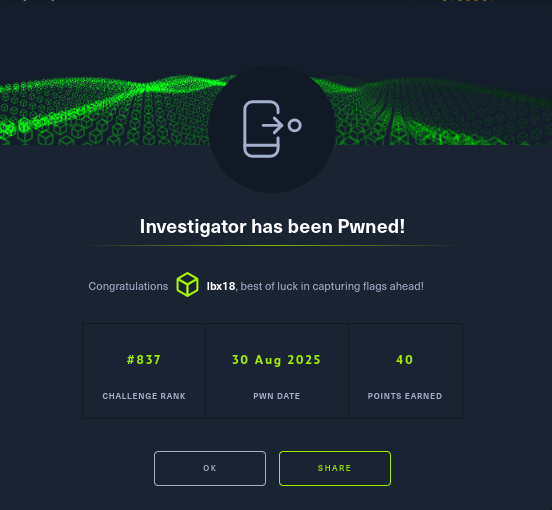 Investigator has been Pwned!
Congratulations lbx18, best of luck in capturing flags ahead!
#837 30 Aug 2025 40
CHALLENGE RANK PWN DATE POINTS EARNED
OK SHARE